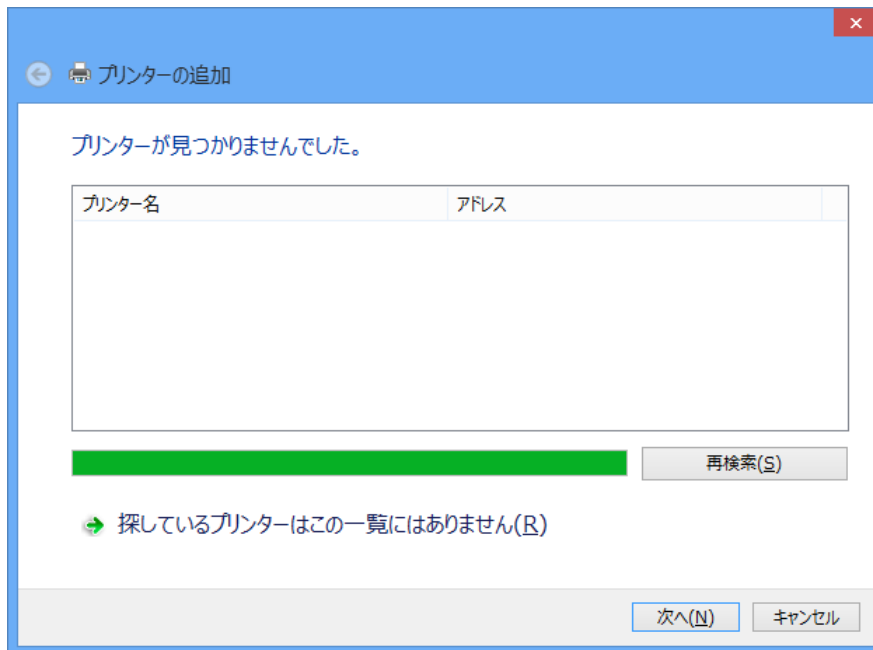 プリンターの追加
プリンターが見つかりませんでした。
プリンター名 アドレス
再検索(S)
探しているプリンターはこの一覧にはありません(R)
次へ(N) キャンセル